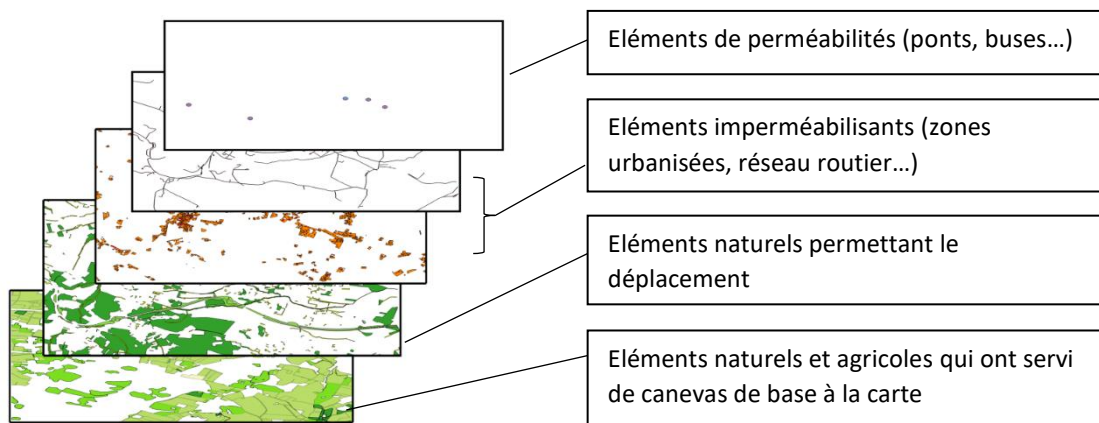 Eléments de perméabilités (ponts, buses…)
Eléments imperméabilisants (zones
urbanisées, réseau routier…)
Eléments naturels permettant le
déplacement
Eléments naturels et agricoles qui ont servi
de canevas de base à la carte